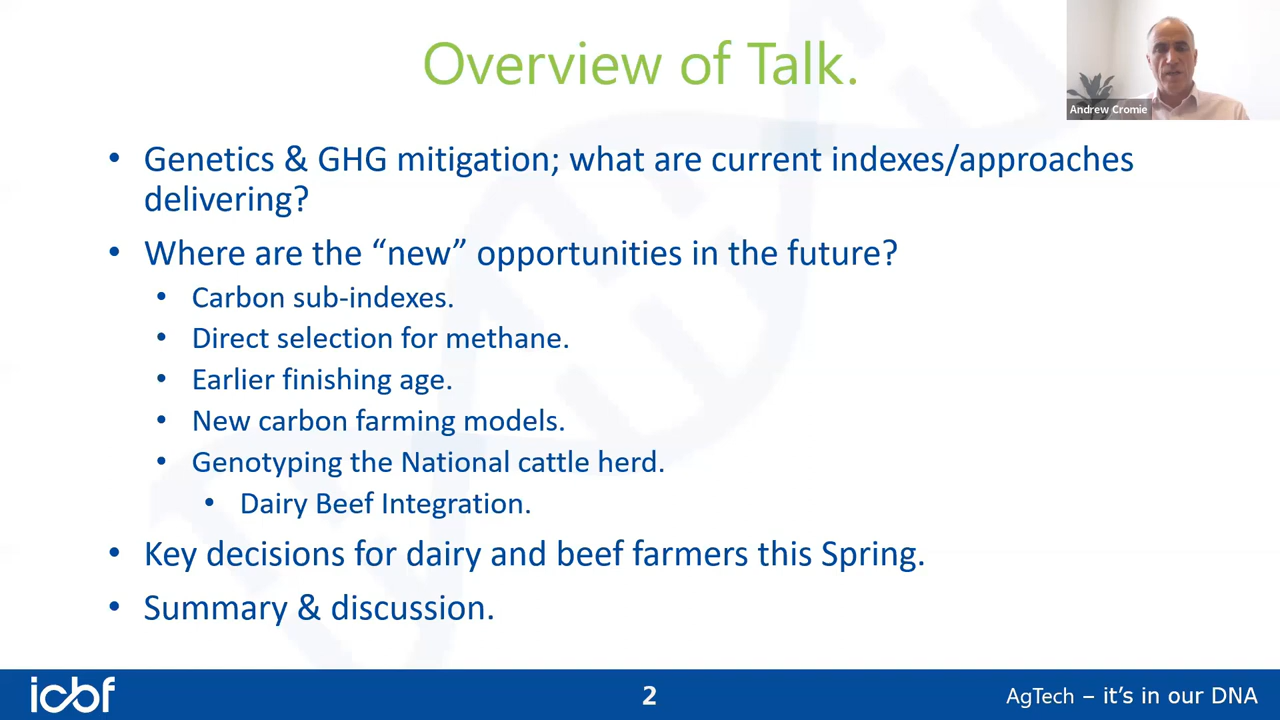 Overview of Talk.
Andrew Cromie
• Genetics & GHG mitigation; what are current indexes/approaches
delivering?
• Where are the “new” opportunities in the future?
• Carbon sub-indexes.
• Direct selection for methane.
• Earlier finishing age.
• New carbon farming models.
• Genotyping the National cattle herd.
• Dairy Beef Integration.
• Key decisions for dairy and beef farmers this Spring.
• Summary & discussion.
icbf
2
AgTech – it’s in our DNA